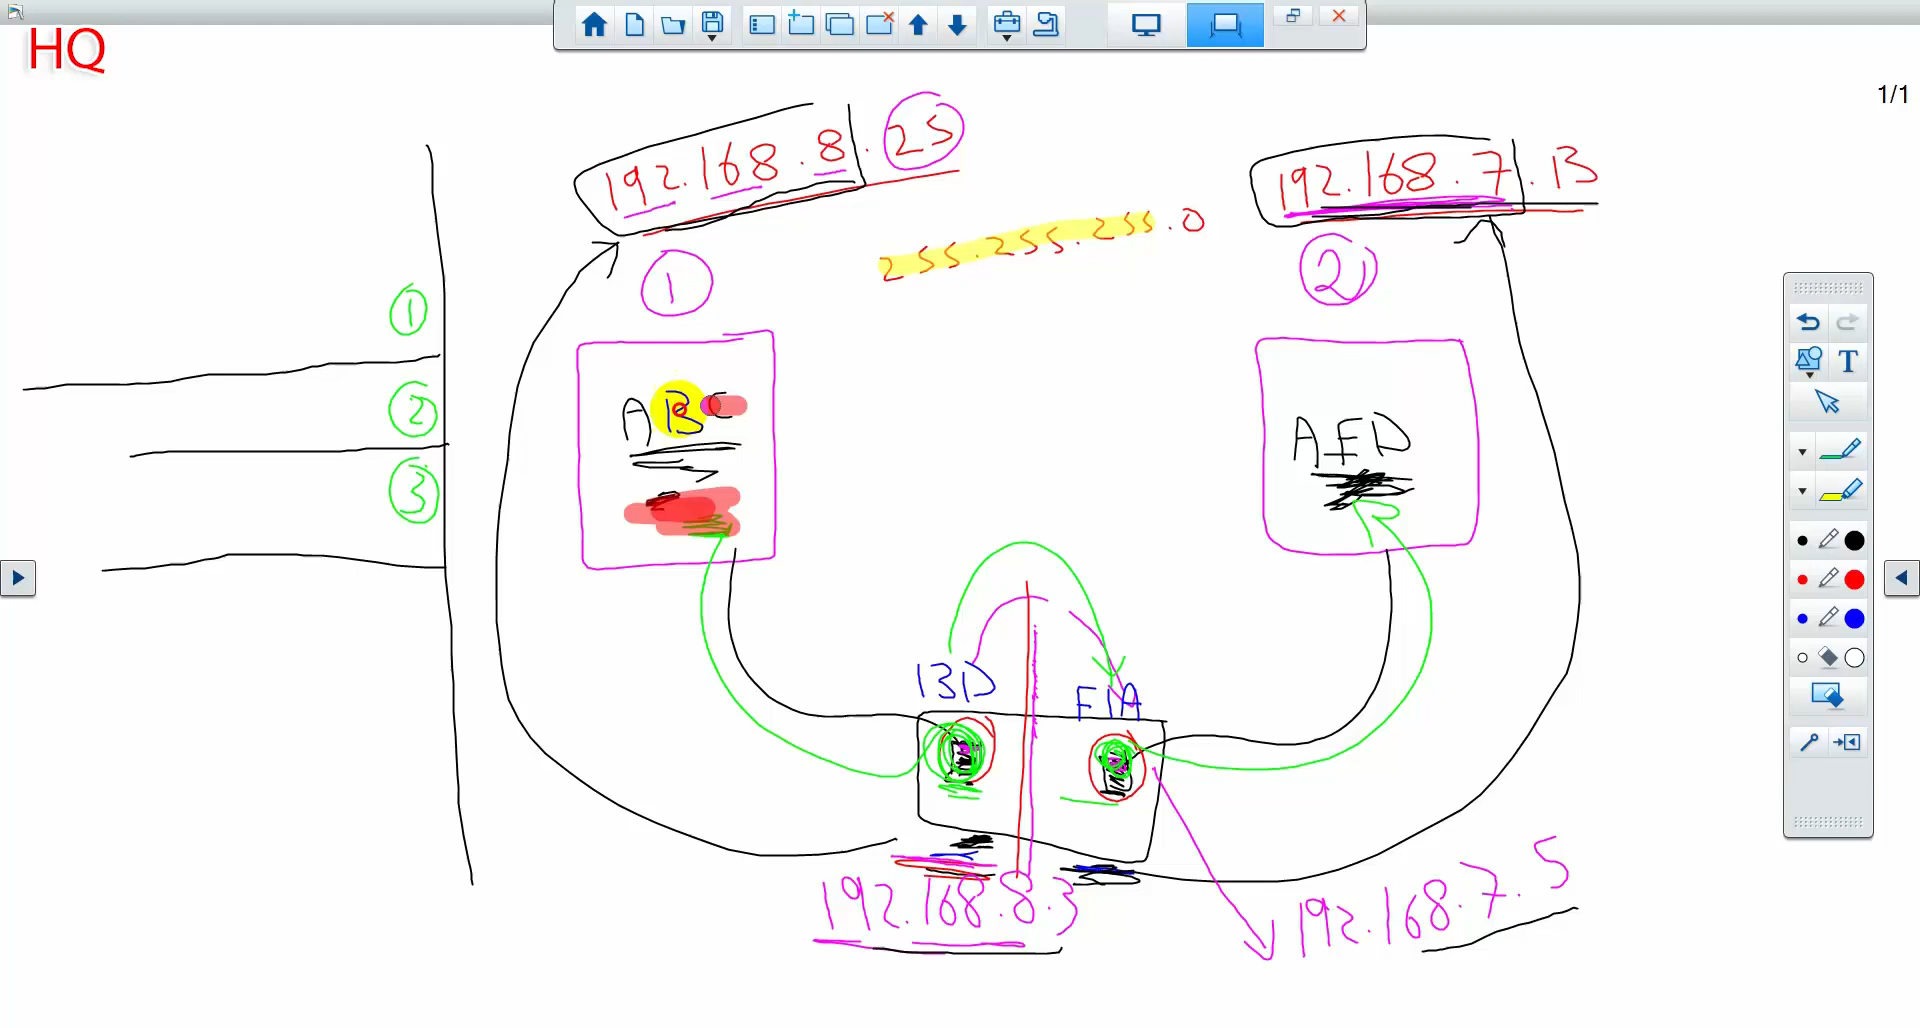 HQ
1/1
192.168.8.25
192.168.7.13
255.255.255.0
1
2
1
2
3
ABC
AFD
13D
F1A
192.168.8.3
192.168.7.5
T